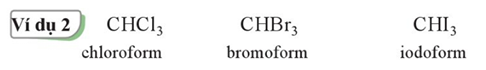 Ví dụ 2 CHCl₃ CHBr₃ CHI₃
chloroform bromoform iodoform